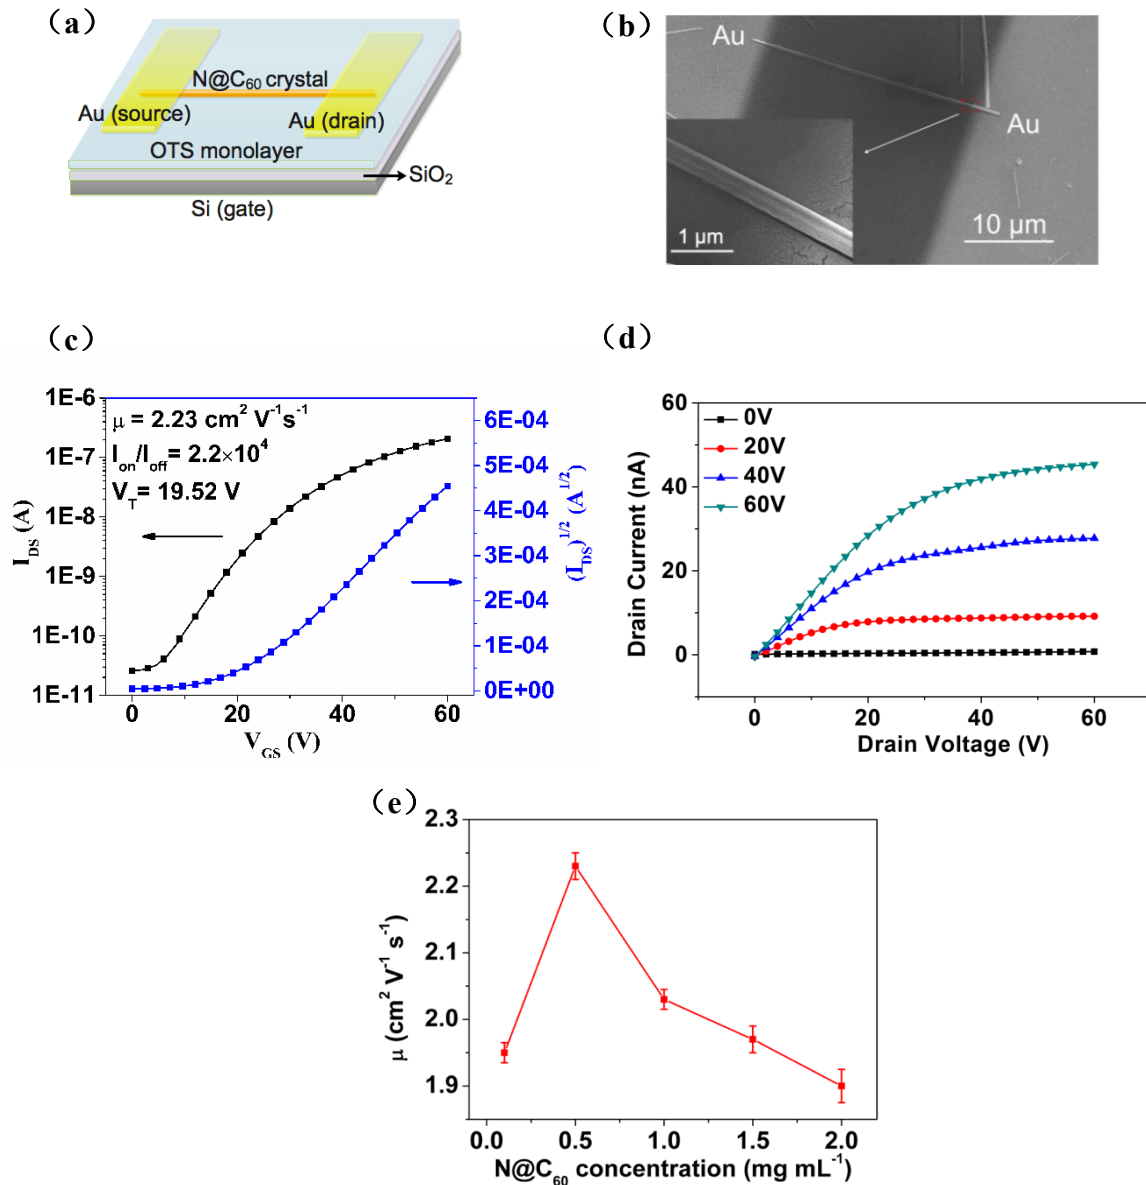 （a）
N@C60 crystal
Au (source)
Au (drain)
OTS monolayer
SiO2
Si (gate)
（b）
Au
Au
1 µm
10 µm
（c）
1E-6
1E-7
1E-8
1E-9
1E-10
1E-11
µ = 2.23 cm² V⁻¹s⁻¹
Ion/Ioff = 2.2×10⁴
VT= 19.52 V
IDS (A)
6E-04
5E-04
4E-04
3E-04
2E-04
1E-04
0E+00
(IDS)^1/2 (A^1/2)
0 20 40 60
VGS (V)
（d）
60
40
20
0
0V
20V
40V
60V
Drain Current (nA)
0 20 40 60
Drain Voltage (V)
（e）
2.3
2.2
2.1
2.0
1.9
µ (cm² V⁻¹ s⁻¹)
0.0 0.5 1.0 1.5 2.0
N@C60 concentration (mg mL⁻¹)